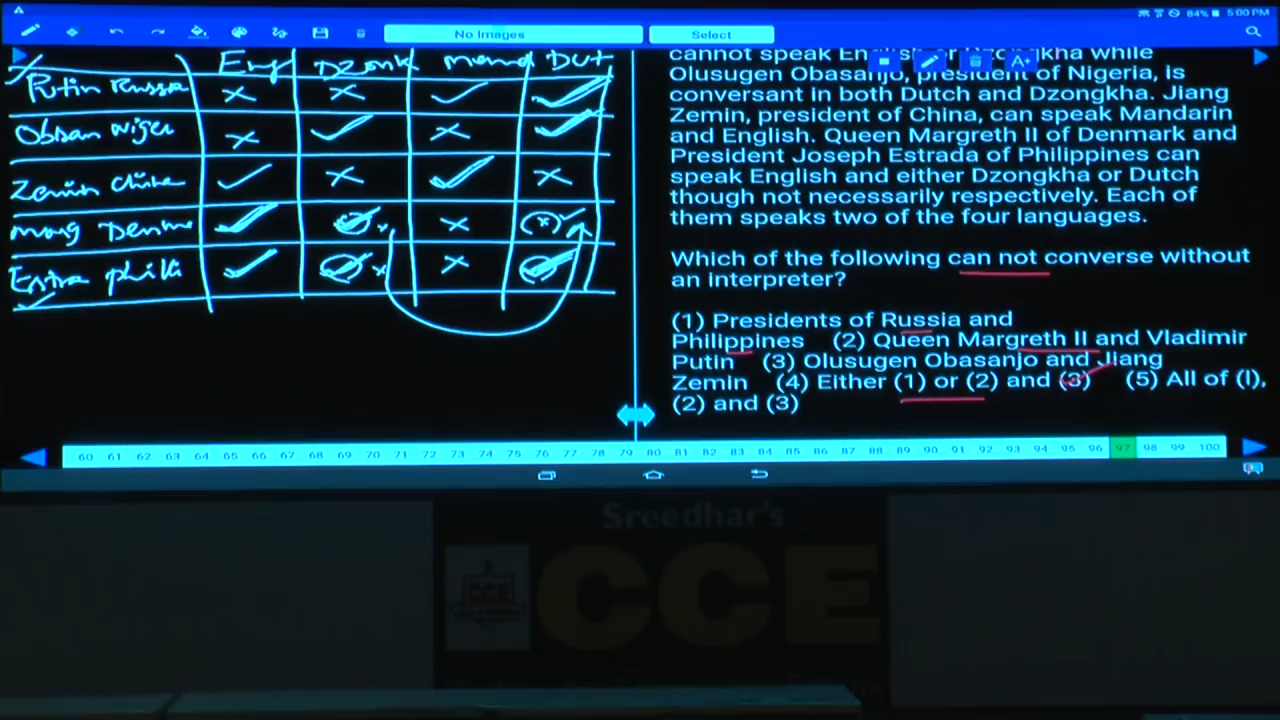 84% 5:00 PM
No Images Select
A+
Eng Dzonk mand Dut
Putin Russia
Obsan Niger
Zemin China
Marg Denm
Estra phili
cannot speak English or Dzongkha while
Olusugen Obasanjo, president of Nigeria, is
conversant in both Dutch and Dzongkha. Jiang
Zemin, president of China, can speak Mandarin
and English. Queen Margreth II of Denmark and
President Joseph Estrada of Philippines can
speak English and either Dzongkha or Dutch
though not necessarily respectively. Each of
them speaks two of the four languages.
Which of the following can not converse without
an interpreter?
(1) Presidents of Russia and
Philippines (2) Queen Margreth II and Vladimir
Putin (3) Olusugen Obasanjo and Jiang
Zemin (4) Either (1) or (2) and (3) (5) All of (I),
(2) and (3)
60 61 62 63 64 65 66 67 68 69 70 71 72 73 74 75 76 77 78 79 80 81 82 83 84 85 86 87 88 89 90 91 92 93 94 95 96 97 98 99 100
Sreedhar's
CCE
CCE